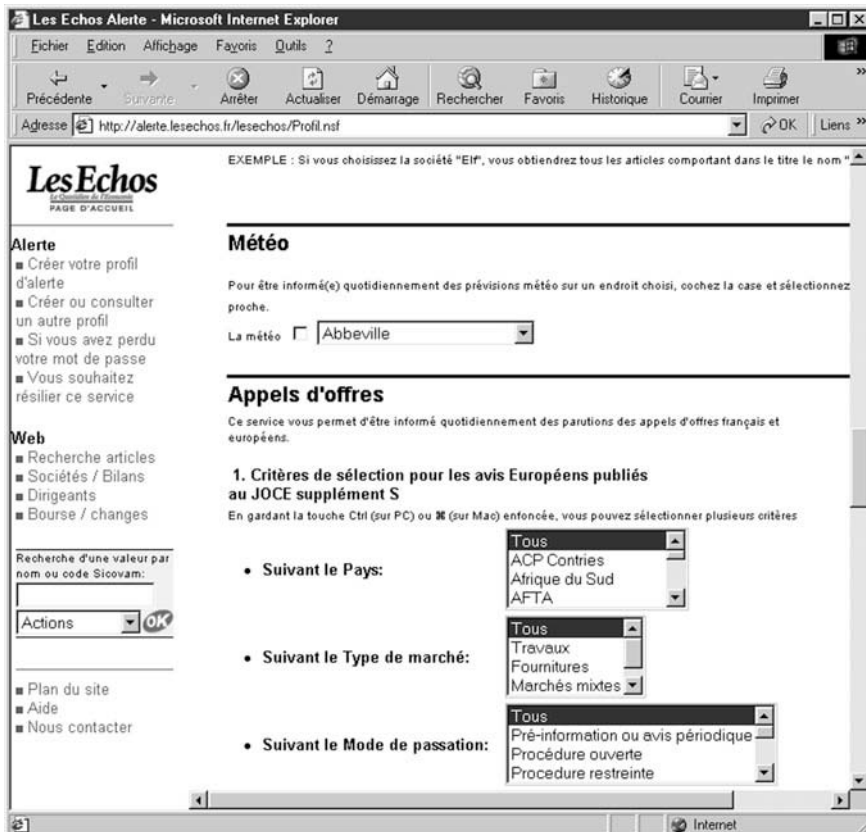 Les Echos Alerte - Microsoft Internet Explorer
Fichier Edition Affichage Favoris Outils ?
Précédente Suivante Arrêter Actualiser Démarrage Rechercher Favoris Historique Courrier Imprimer »
Adresse http://alerte.lesechos.fr/lesechos/Profil.nsf OK Liens »
Les Echos
Le Quotidien de l'Economie
PAGE D'ACCUEIL
Alerte
Créer votre profil
d'alerte
Créer ou consulter
un autre profil
Si vous avez perdu
votre mot de passe
Vous souhaitez
résilier ce service
Web
Recherche articles
Sociétés / Bilans
Dirigeants
Bourse / changes
Recherche d'une valeur par
nom ou code Sicovam:
Actions OK
Plan du site
Aide
Nous contacter
EXEMPLE : Si vous choisissez la société "Elf", vous obtiendrez tous les articles comportant dans le titre le nom "
Météo
Pour être informé(e) quotidiennement des prévisions météo sur un endroit choisi, cochez la case et sélectionnez
proche.
La météo Abbeville
Appels d'offres
Ce service vous permet d'être informé quotidiennement des parutions des appels d'offres français et
européens.
1. Critères de sélection pour les avis Européens publiés
au JOCE supplément S
En gardant la touche Ctrl (sur PC) ou ⌘ (sur Mac) enfoncée, vous pouvez sélectionner plusieurs critères
• Suivant le Pays:
Tous
ACP Contries
Afrique du Sud
AFTA
• Suivant le Type de marché:
Tous
Travaux
Fournitures
Marchés mixtes
• Suivant le Mode de passation:
Tous
Pré-information ou avis périodique
Procédure ouverte
Procedure restreinte
Internet